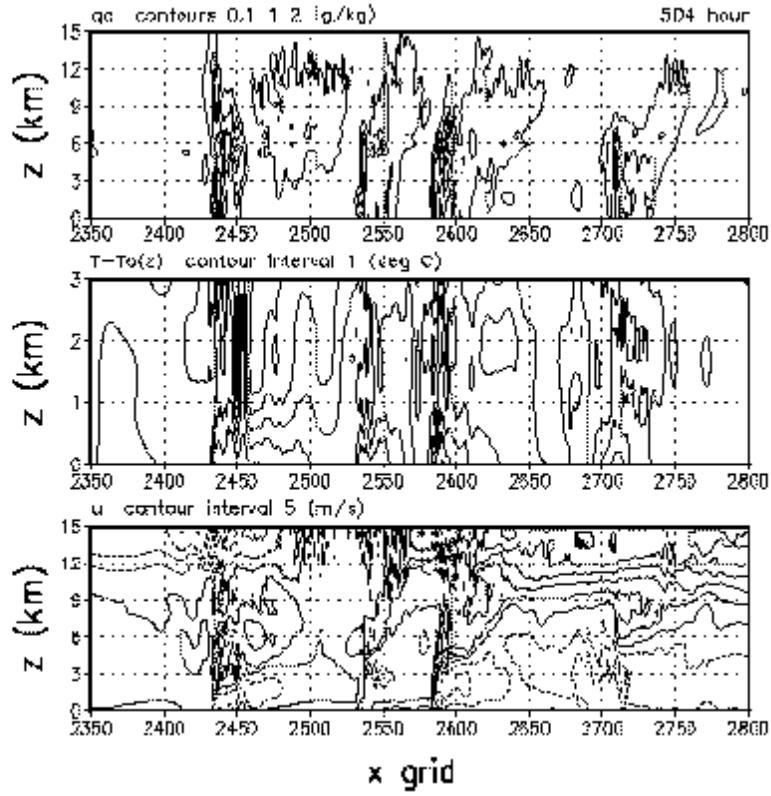 qc contours 0.1 1 2 (g/kg) 504 hour
15
12
9
6
3
0
z (km)
2350 2400 2450 2500 2550 2600 2650 2700 2750 2800
T-To(z) contour interval 1 (deg C)
3
2
1
0
z (km)
2350 2400 2450 2500 2550 2600 2650 2700 2750 2800
u contour interval 5 (m/s)
15
12
9
6
3
0
z (km)
2350 2400 2450 2500 2550 2600 2650 2700 2750 2800
x grid